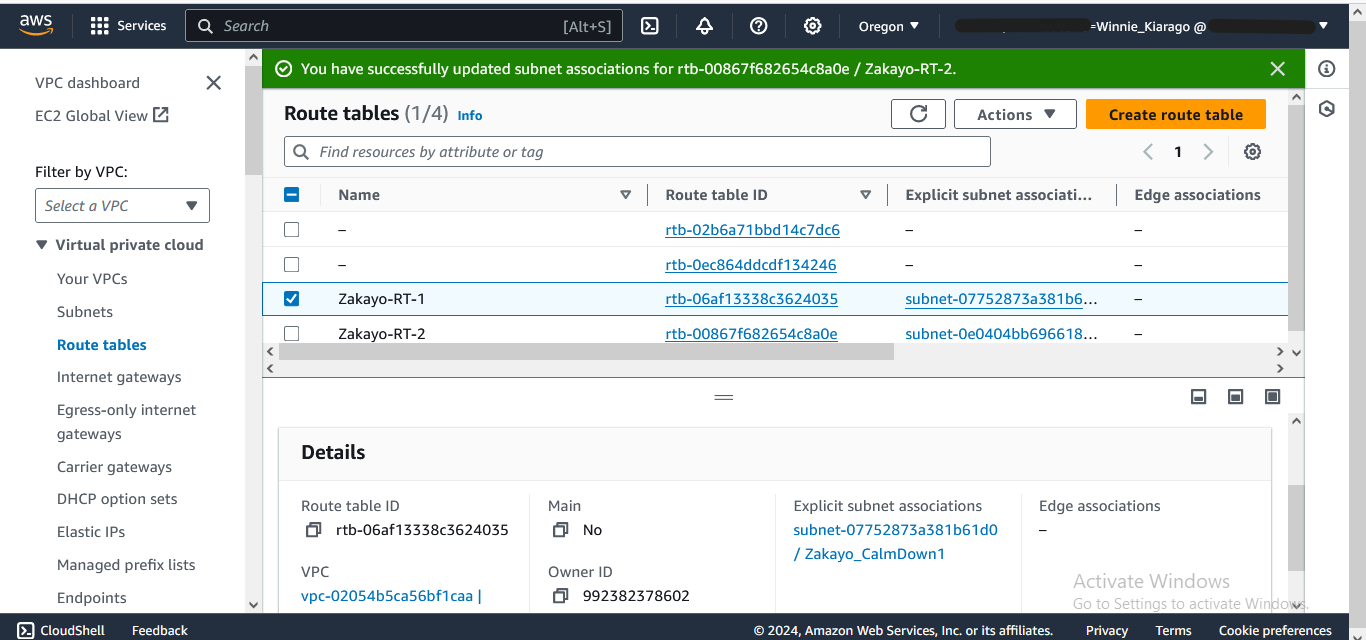 aws
Services
Search
[Alt+S]
Oregon
=Winnie_Kiarago @
VPC dashboard
EC2 Global View
Filter by VPC:
Select a VPC
Virtual private cloud
Your VPCs
Subnets
Route tables
Internet gateways
Egress-only internet
gateways
Carrier gateways
DHCP option sets
Elastic IPs
Managed prefix lists
Endpoints
You have successfully updated subnet associations for rtb-00867f682654c8a0e / Zakayo-RT-2.
Route tables (1/4) Info
Actions
Create route table
Find resources by attribute or tag
1
Name Route table ID Explicit subnet associati... Edge associations
– rtb-02b6a71bbd14c7dc6 – –
– rtb-0ec864ddcdf134246 – –
Zakayo-RT-1 rtb-06af13338c3624035 subnet-07752873a381b6... –
Zakayo-RT-2 rtb-00867f682654c8a0e subnet-0e0404bb696618... –
Details
Route table ID
rtb-06af13338c3624035
Main
No
Explicit subnet associations
subnet-07752873a381b61d0
/ Zakayo_CalmDown1
Edge associations
–
VPC
vpc-02054b5ca56bf1caa |
Owner ID
992382378602
Activate Windows
Go to Settings to activate Windows.
CloudShell Feedback © 2024, Amazon Web Services, Inc. or its affiliates. Privacy Terms Cookie preferences